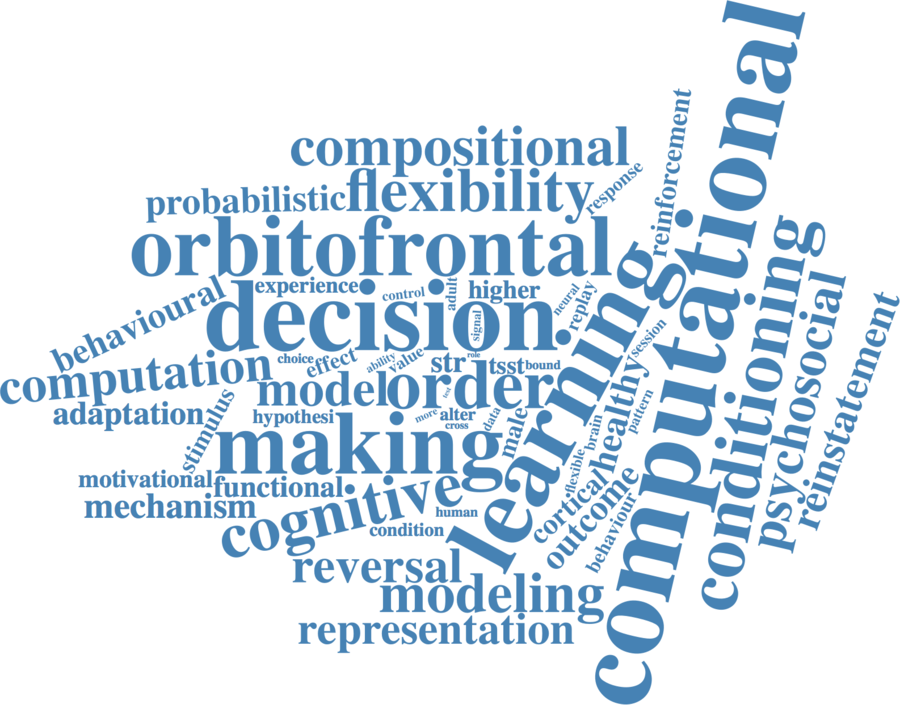 computational
compositional
reinforcement
flexibility
response
probabilistic
orbitofrontal
conditioning
learning
psychosocial
behavioural
experience
control
adult
higher
neural
replay
reinstatement
decision
signal
session
choice
effect
ability
value
str
role
tsst
bound
computation
model
order
healthy
pattern
adaptation
stimulus
hypothesi
more
alter
cross
data
male
brain
making
flexible
cortical
motivational
functional
mechanism
cognitive
human
outcome
behaviour
condition
reversal
modeling
representation